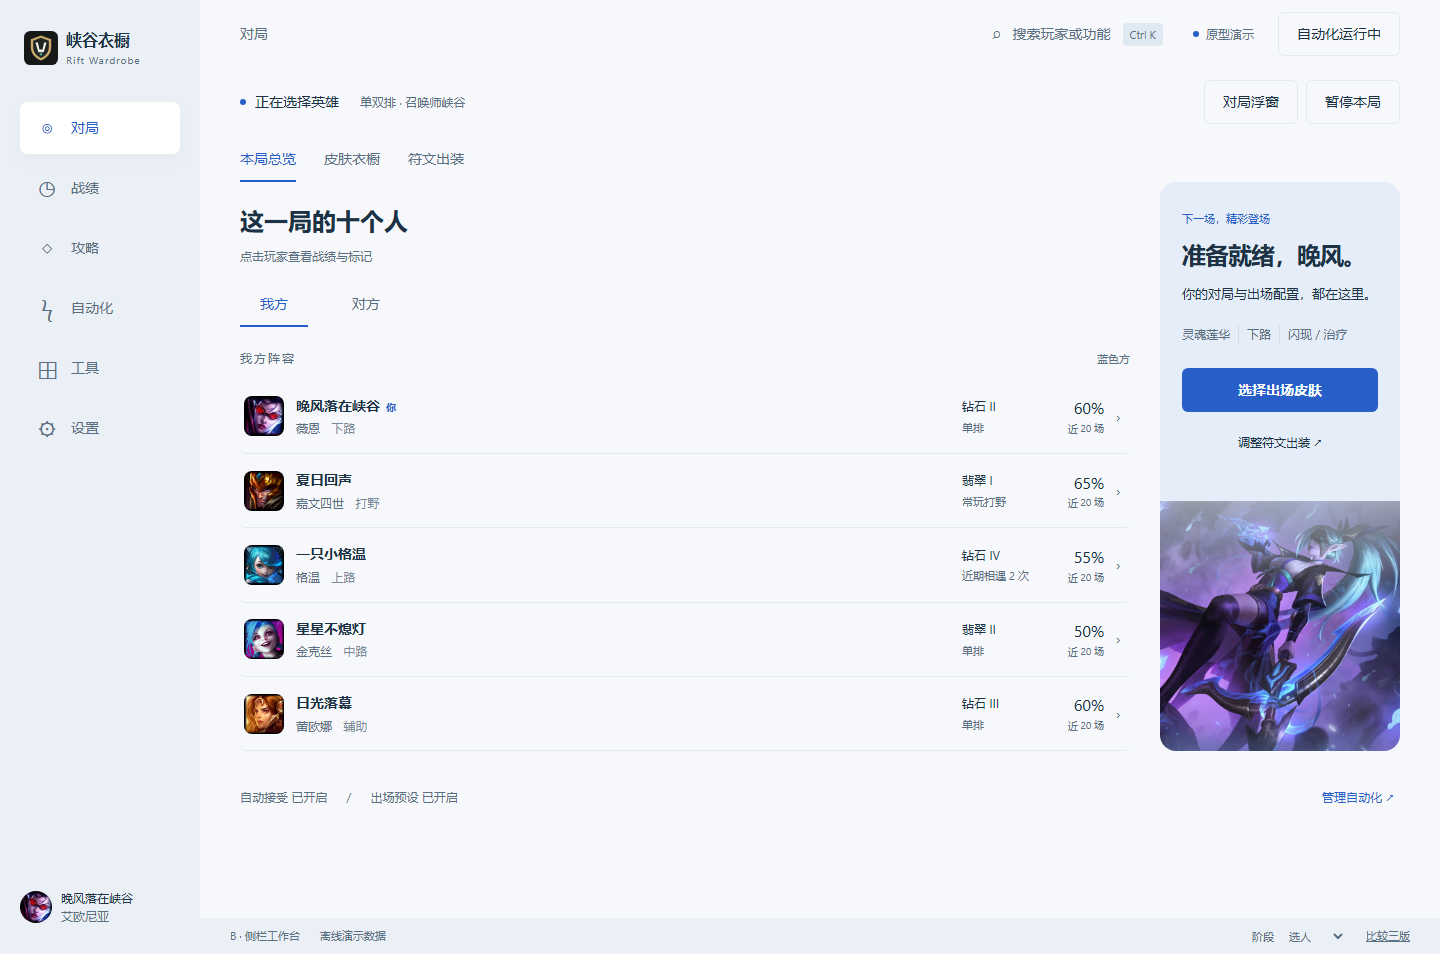 峡谷衣橱
Rift Wardrobe
对局
战绩
攻略
自动化
工具
设置
晚风落在峡谷
艾欧尼亚
对局
搜索玩家或功能 Ctrl K
原型演示
自动化运行中
正在选择英雄 单双排 · 召唤师峡谷
对局浮窗
暂停本局
本局总览 皮肤衣橱 符文出装
这一局的十个人
点击玩家查看战绩与标记
我方 对方
我方阵容 蓝色方
晚风落在峡谷 你
薇恩 下路
钻石 II
单排
60%
近 20 场
夏日回声
嘉文四世 打野
翡翠 I
常玩打野
65%
近 20 场
一只小格温
格温 上路
钻石 IV
近期相遇 2 次
55%
近 20 场
星星不熄灯
金克丝 中路
翡翠 II
单排
50%
近 20 场
日光落幕
蕾欧娜 辅助
钻石 III
单排
60%
近 20 场
下一场，精彩登场
准备就绪，晚风。
你的对局与出场配置，都在这里。
灵魂莲华 下路 闪现 / 治疗
选择出场皮肤
调整符文出装 ↗
自动接受 已开启 / 出场预设 已开启
管理自动化 ↗
B · 侧栏工作台 离线演示数据
阶段 选人 比较三版